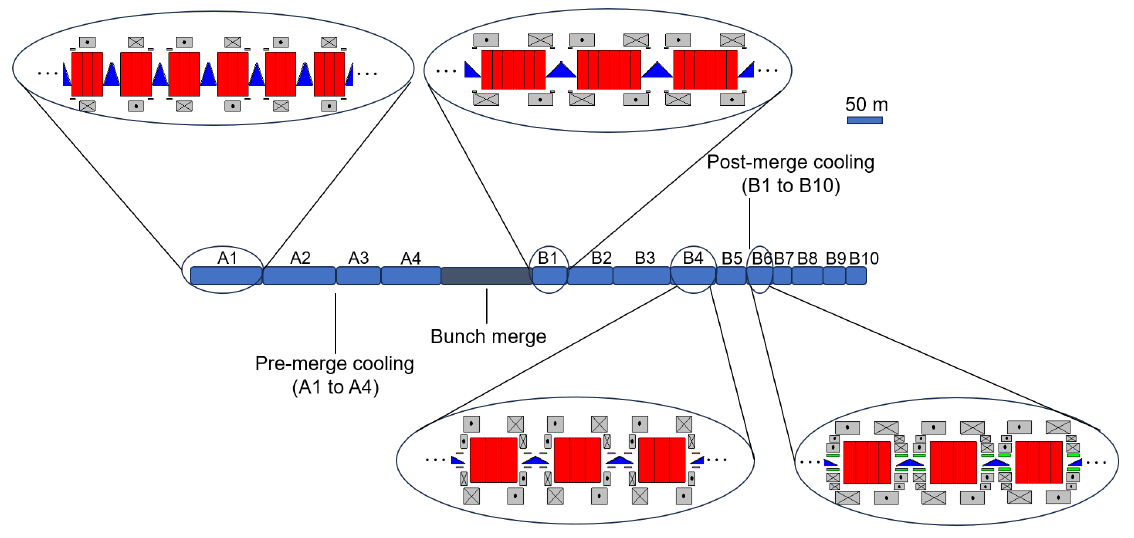 50 m
Post-merge cooling
(B1 to B10)
A1 A2 A3 A4 B1 B2 B3 B4 B5 B6 B7 B8 B9 B10
Bunch merge
Pre-merge cooling
(A1 to A4)